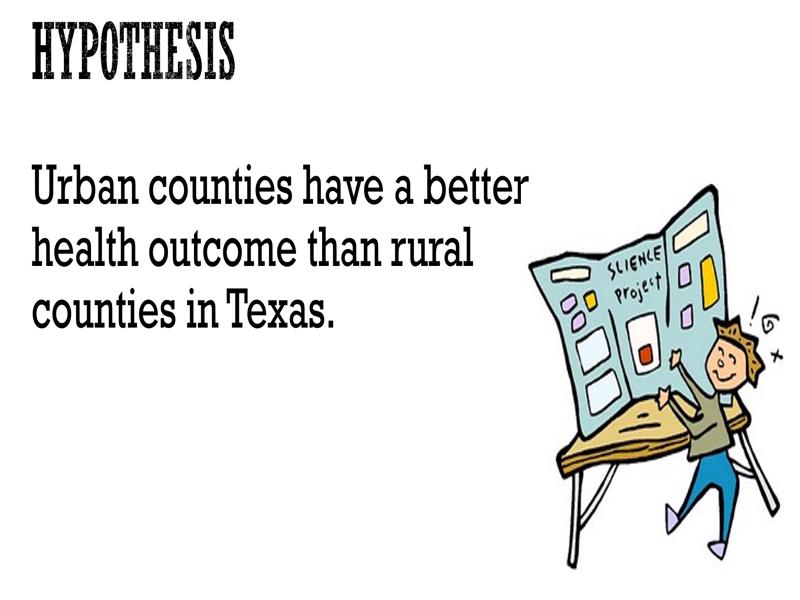 HYPOTHESIS
Urban counties have a better
health outcome than rural
counties in Texas.
SCIENCE
Project